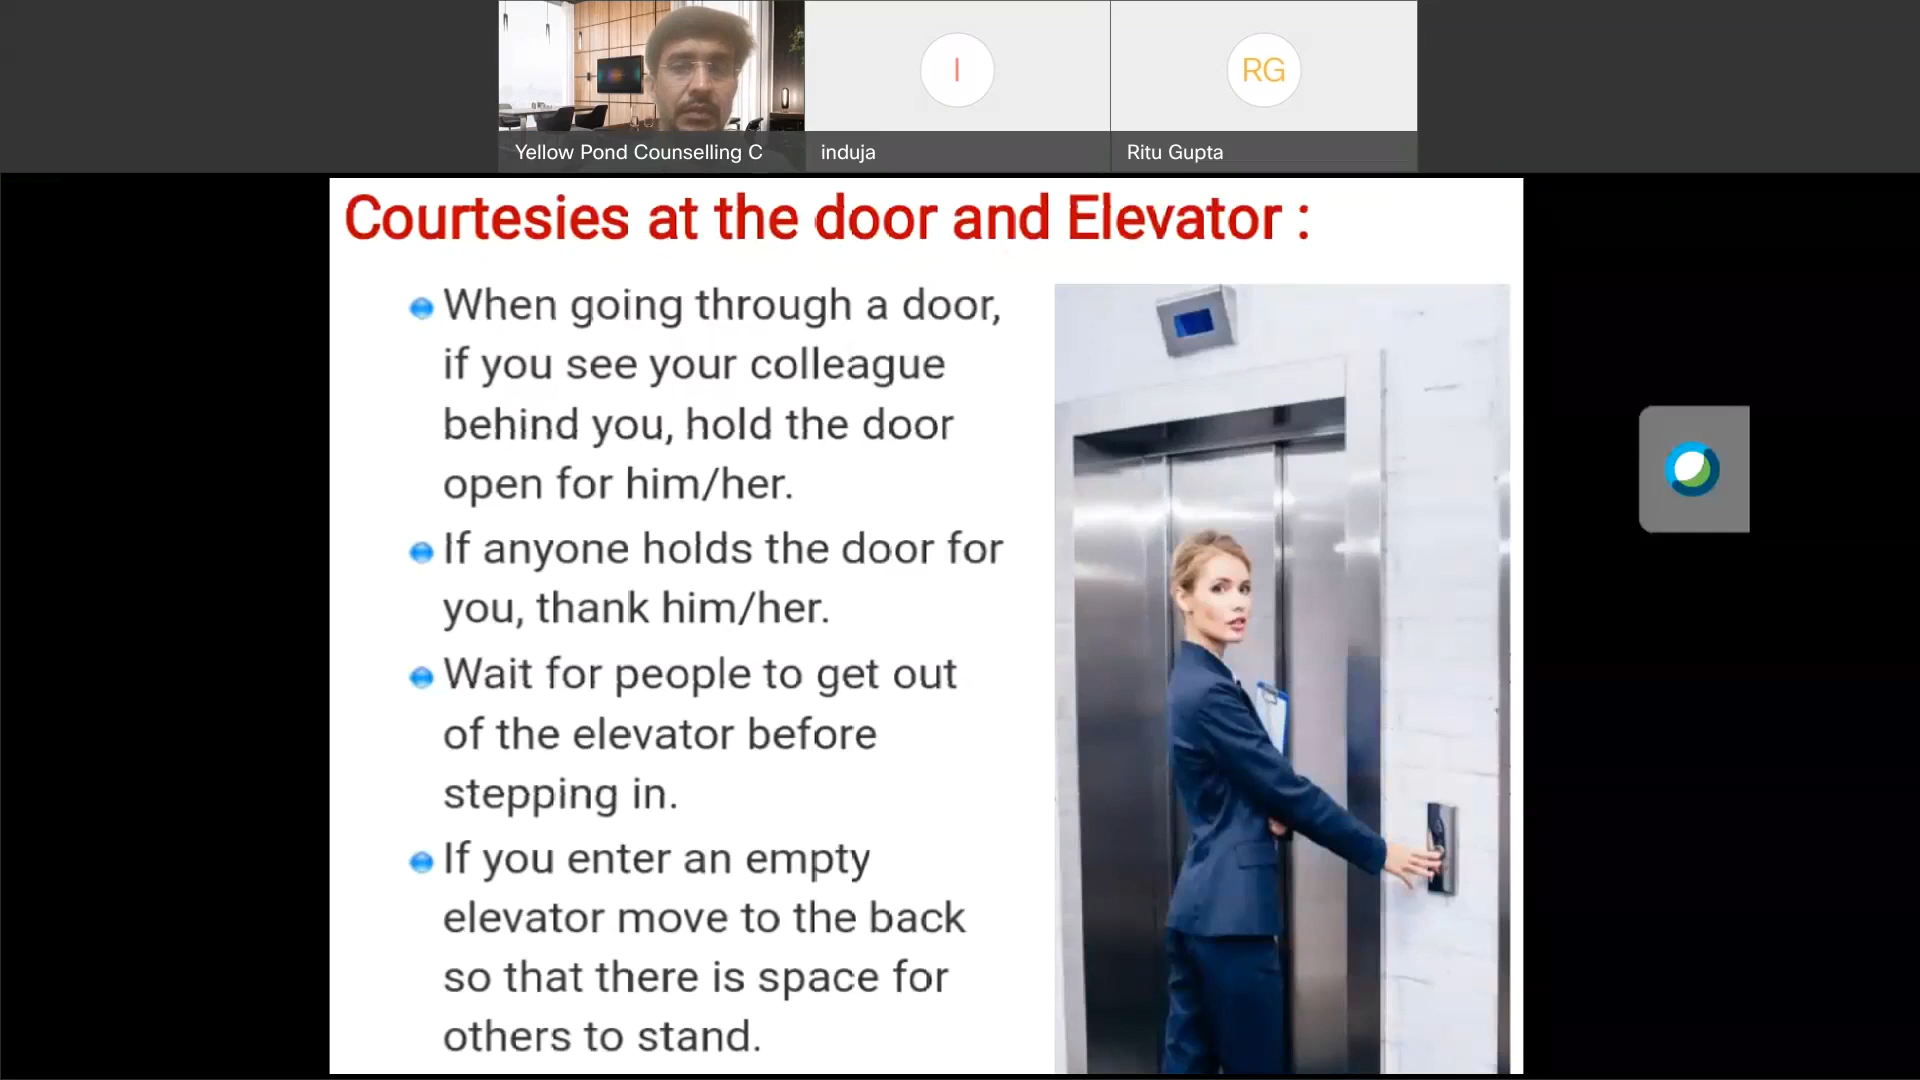 I
RG
Yellow Pond Counselling C
induja
Ritu Gupta
Courtesies at the door and Elevator :
When going through a door,
if you see your colleague
behind you, hold the door
open for him/her.
If anyone holds the door for
you, thank him/her.
Wait for people to get out
of the elevator before
stepping in.
If you enter an empty
elevator move to the back
so that there is space for
others to stand.